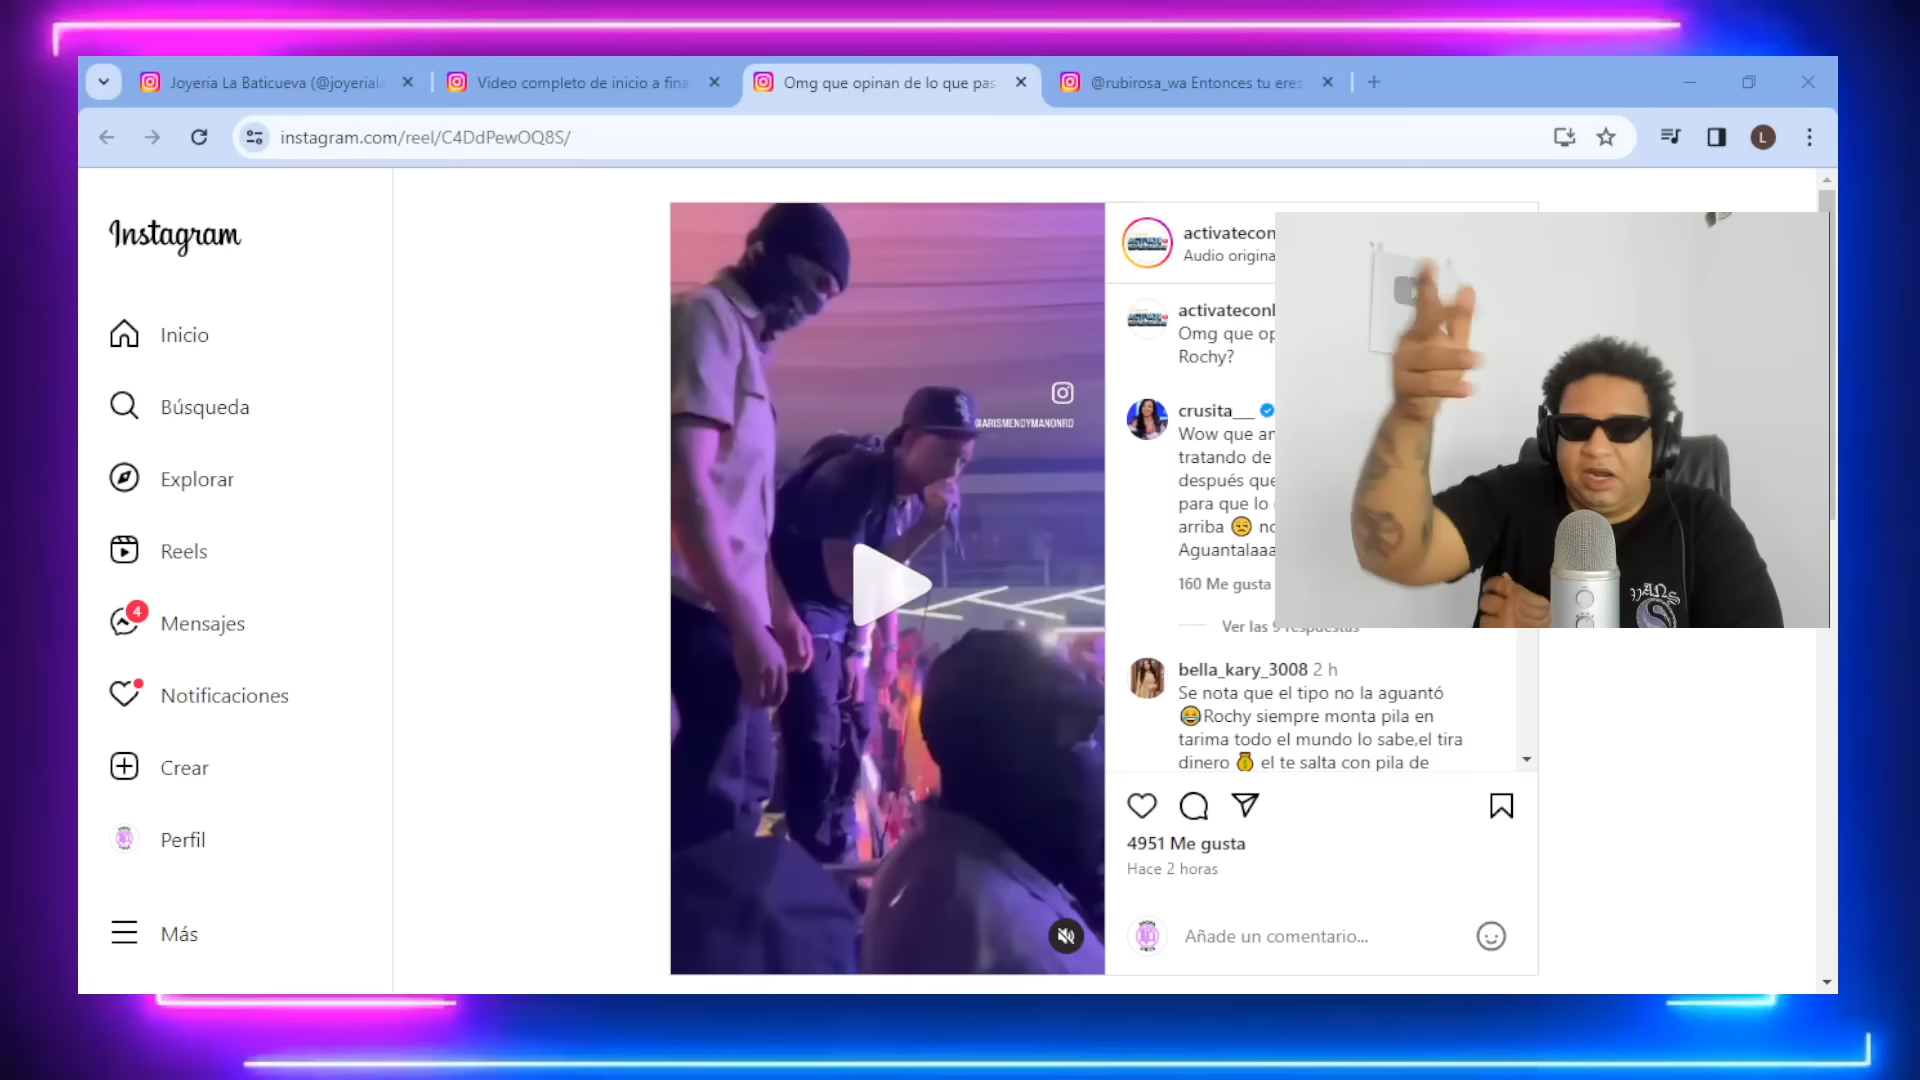 Joyeria La Baticueva (@joyeriala
Video completo de inicio a fina
Omg que opinan de lo que pas
@rubirosa_wa Entonces tu eres
instagram.com/reel/C4DdPewOQ8S/
L
Instagram
Inicio
Búsqueda
Explorar
Reels
4
Mensajes
Notificaciones
Crear
Perfil
Más
@ARISMENDYMANONRD
activatecon
Audio origina
activateconl
Omg que op
Rochy?
crusita___
Wow que ar
tratando de
después que
para que lo
arriba 😒 no
Aguantalaaa
160 Me gusta
Ver las 9 respuestas
bella_kary_3008 2 h
Se nota que el tipo no la aguantó
😂Rochy siempre monta pila en
tarima todo el mundo lo sabe,el tira
dinero 💰 el te salta con pila de
4951 Me gusta
Hace 2 horas
Añade un comentario...